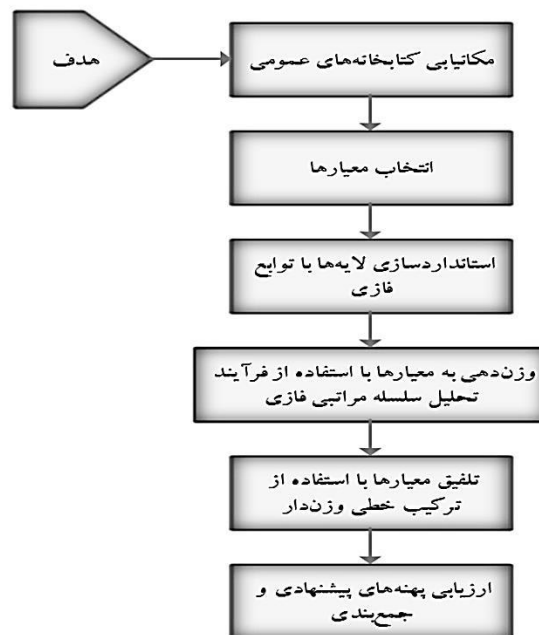 هدف
مکانیابی کتابخانه‌های عمومی
انتخاب معیارها
استانداردسازی لایه‌ها با توابع
فازی
وزن‌دهی به معیارها با استفاده از فرآیند
تحلیل سلسله مراتبی فازی
تلفیق معیارها با استفاده از
ترکیب خطی وزن‌دار
ارزیابی پهنه‌های پیشنهادی و
جمع‌بندی